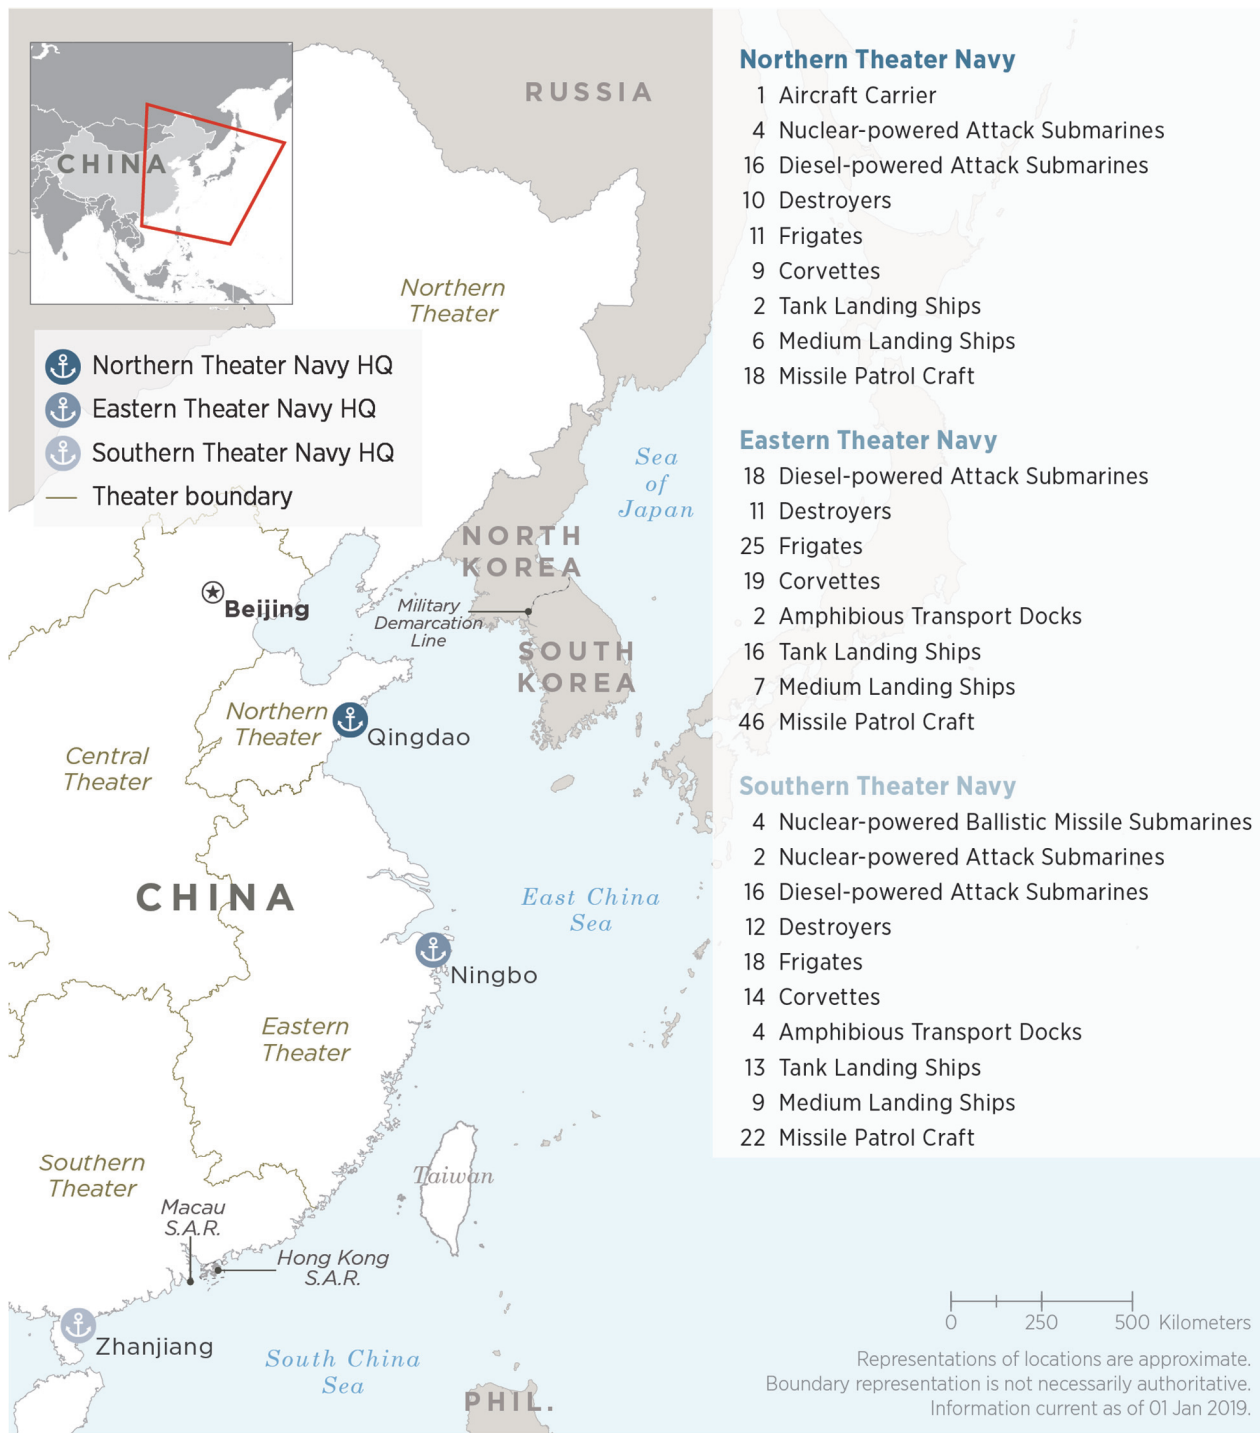 CHINA
RUSSIA
Northern
Theater
Northern Theater Navy HQ
Eastern Theater Navy HQ
Southern Theater Navy HQ
Theater boundary
Sea
of
Japan
NORTH
KOREA
Beijing
Military
Demarcation
Line
SOUTH
KOREA
Northern
Theater
Qingdao
Central
Theater
CHINA
East China
Sea
Ningbo
Eastern
Theater
Southern
Theater
Taiwan
Macau
S.A.R.
Hong Kong
S.A.R.
Zhanjiang
South China
Sea
PHIL.
Northern Theater Navy
1 Aircraft Carrier
4 Nuclear-powered Attack Submarines
16 Diesel-powered Attack Submarines
10 Destroyers
11 Frigates
9 Corvettes
2 Tank Landing Ships
6 Medium Landing Ships
18 Missile Patrol Craft
Eastern Theater Navy
18 Diesel-powered Attack Submarines
11 Destroyers
25 Frigates
19 Corvettes
2 Amphibious Transport Docks
16 Tank Landing Ships
7 Medium Landing Ships
46 Missile Patrol Craft
Southern Theater Navy
4 Nuclear-powered Ballistic Missile Submarines
2 Nuclear-powered Attack Submarines
16 Diesel-powered Attack Submarines
12 Destroyers
18 Frigates
14 Corvettes
4 Amphibious Transport Docks
13 Tank Landing Ships
9 Medium Landing Ships
22 Missile Patrol Craft
0 250 500 Kilometers
Representations of locations are approximate.
Boundary representation is not necessarily authoritative.
Information current as of 01 Jan 2019.